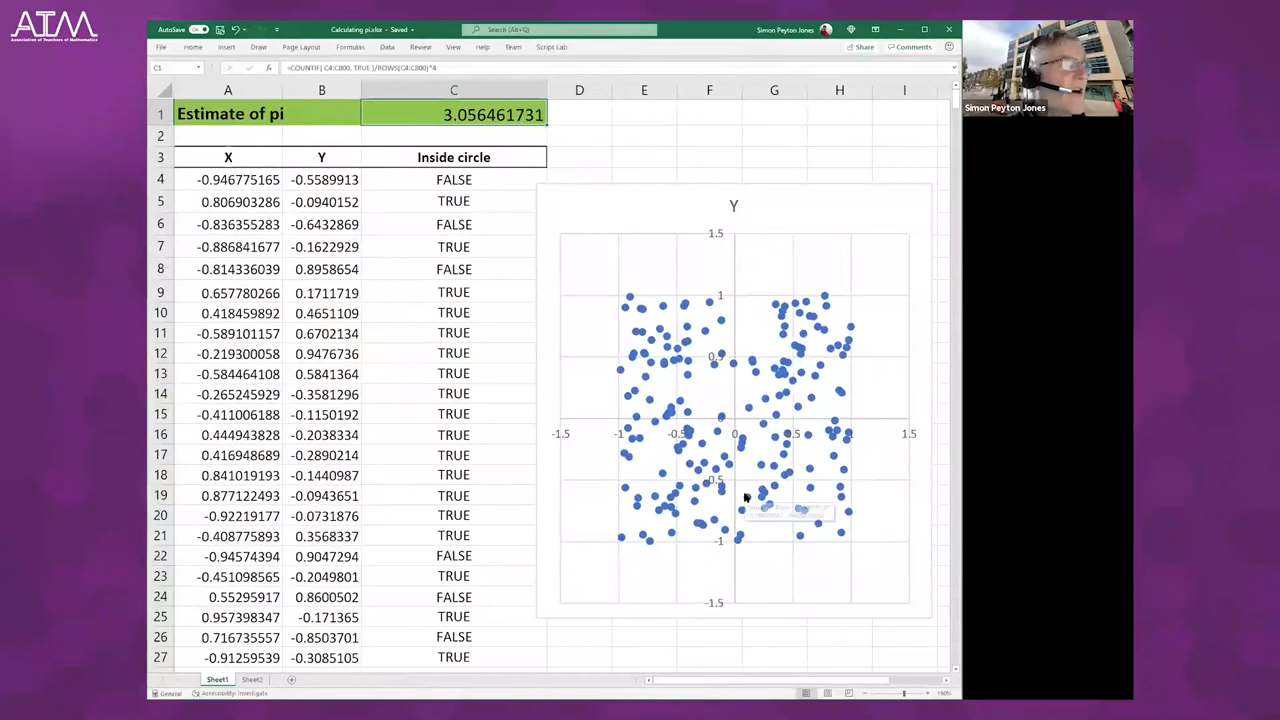 ATM
Association of Teachers of Mathematics
AutoSave On
Calculating pi.xlsx - Saved
Search (Alt+Q)
Simon Peyton Jones
File Home Insert Draw Page Layout Formulas Data Review View Help Team Script Lab
Share Comments
C1 fx =COUNTIF( C4:C800, TRUE )/ROWS(C4:C800)*4
A B C D E F G H I
1 Estimate of pi 3.056461731
2
3 X Y Inside circle
4 -0.946775165 -0.5589913 FALSE
5 0.806903286 -0.0940152 TRUE
6 -0.836355283 -0.6432869 FALSE
7 -0.886841677 -0.1622929 TRUE
8 -0.814336039 0.8958654 FALSE
9 0.657780266 0.1711719 TRUE
10 0.418459892 0.4651109 TRUE
11 -0.589101157 0.6702134 TRUE
12 -0.219300058 0.9476736 TRUE
13 -0.584464108 0.5841364 TRUE
14 -0.265245929 -0.3581296 TRUE
15 -0.411006188 -0.1150192 TRUE
16 0.444943828 -0.2038334 TRUE
17 0.416948689 -0.2890214 TRUE
18 0.841019193 -0.1440987 TRUE
19 0.877122493 -0.0943651 TRUE
20 -0.92219177 -0.0731876 TRUE
21 -0.408775893 0.3568337 TRUE
22 -0.94574394 0.9047294 FALSE
23 -0.451098565 -0.2049801 TRUE
24 0.55295917 0.8600502 FALSE
25 0.957398347 -0.171365 TRUE
26 0.716735557 -0.8503701 FALSE
27 -0.91259539 -0.3085105 TRUE
Y
1.5
1
0.5
0
-1.5 -1 -0.5 0 0.5 1 1.5
-0.5
-1
-1.5
Simon Peyton Jones
Sheet1 Sheet2
General Accessibility: Investigate
190%